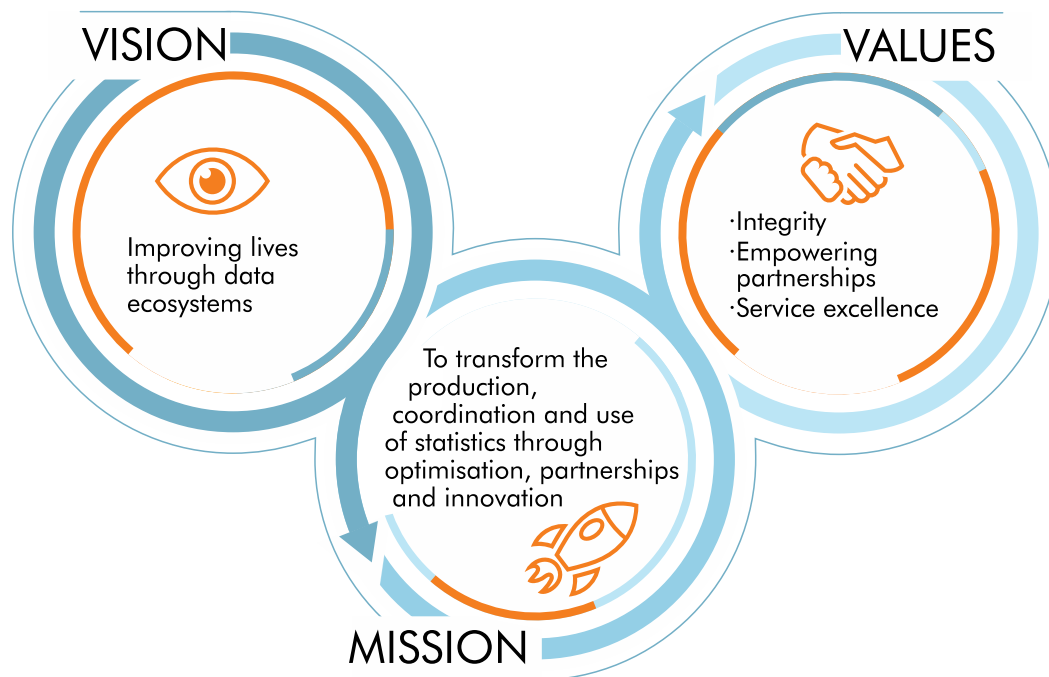 VISION
Improving lives
through data
ecosystems
To transform the
production,
coordination and use
of statistics through
optimisation, partnerships
and innovation
MISSION
VALUES
·Integrity
·Empowering
partnerships
·Service excellence